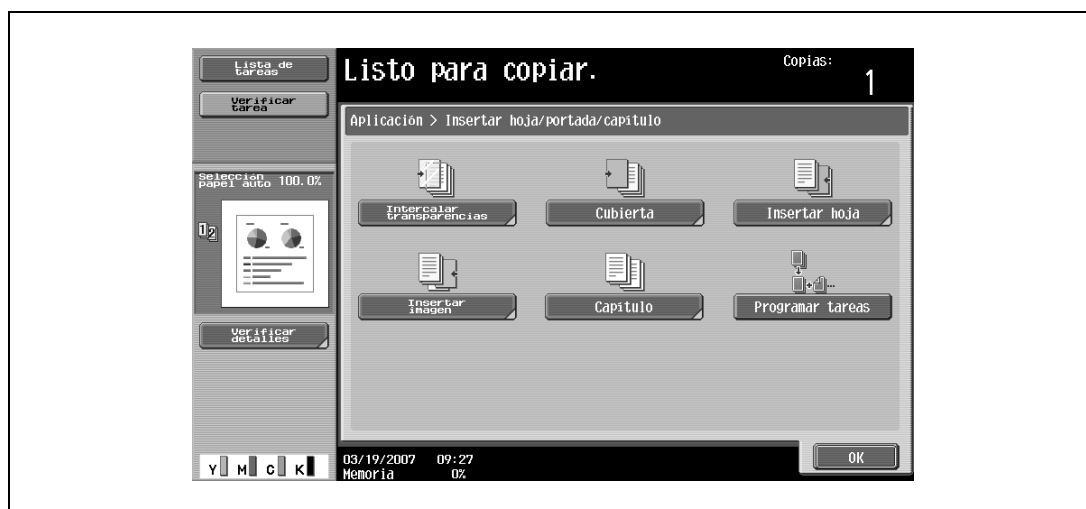 Lista de
tareas
Verificar
tarea
Listo para copiar.
Copias:
1
Aplicación > Insertar hoja/portada/capítulo
Selección
papel auto 100.0%
12
Intercalar
transparencias
Cubierta
Insertar hoja
Insertar
imagen
Capítulo
Programar tareas
Verificar
detalles
Y M C K
03/19/2007 09:27
Memoria 0%
OK